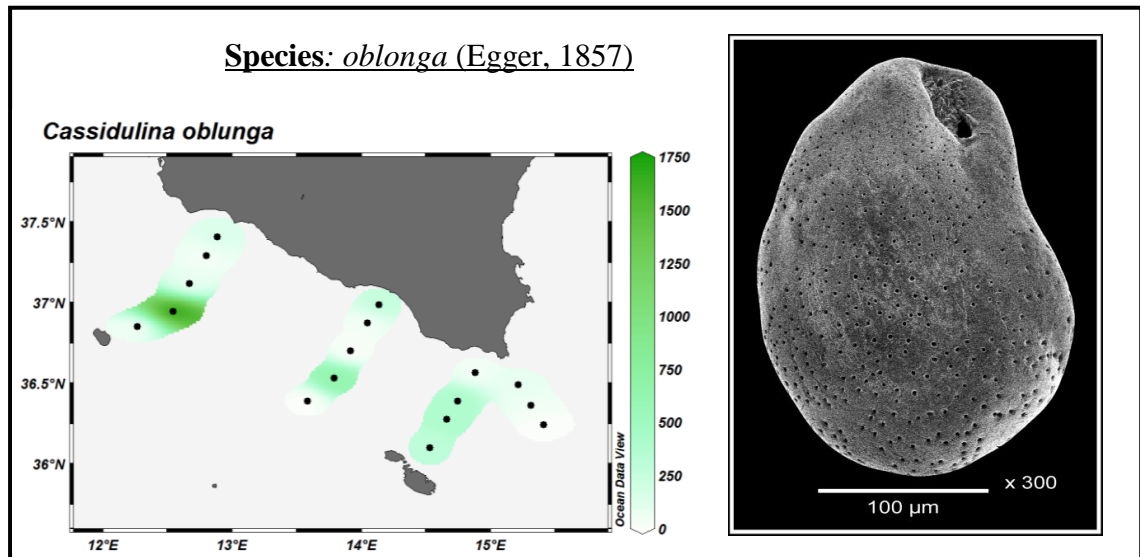 Species: oblonga (Egger, 1857)
Cassidulina oblunga
37.5°N
37°N
36.5°N
36°N
12°E
13°E
14°E
15°E
1750
1500
1250
1000
750
500
250
0
Ocean Data View
x 300
100 µm